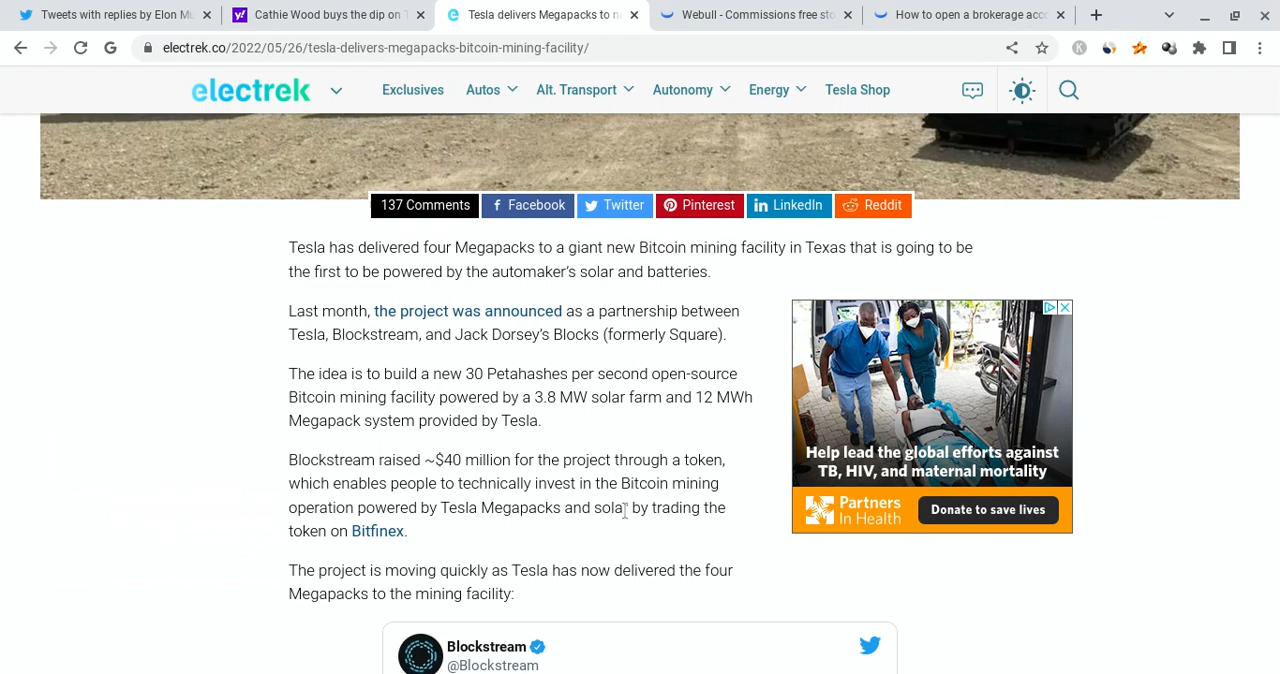 Tweets with replies by Elon Mu
Cathie Wood buys the dip on T
Tesla delivers Megapacks to n
Webull - Commissions free sto
How to open a brokerage acco
electrek.co/2022/05/26/tesla-delivers-megapacks-bitcoin-mining-facility/
electrek
Exclusives
Autos
Alt. Transport
Autonomy
Energy
Tesla Shop
137 Comments
Facebook
Twitter
Pinterest
LinkedIn
Reddit
Tesla has delivered four Megapacks to a giant new Bitcoin mining facility in Texas that is going to be
the first to be powered by the automaker's solar and batteries.
Last month, the project was announced as a partnership between
Tesla, Blockstream, and Jack Dorsey's Blocks (formerly Square).
The idea is to build a new 30 Petahashes per second open-source
Bitcoin mining facility powered by a 3.8 MW solar farm and 12 MWh
Megapack system provided by Tesla.
Blockstream raised ~$40 million for the project through a token,
which enables people to technically invest in the Bitcoin mining
operation powered by Tesla Megapacks and solar by trading the
token on Bitfinex.
The project is moving quickly as Tesla has now delivered the four
Megapacks to the mining facility:
Help lead the global efforts against
TB, HIV, and maternal mortality
Partners
In Health
Donate to save lives
Blockstream
@Blockstream